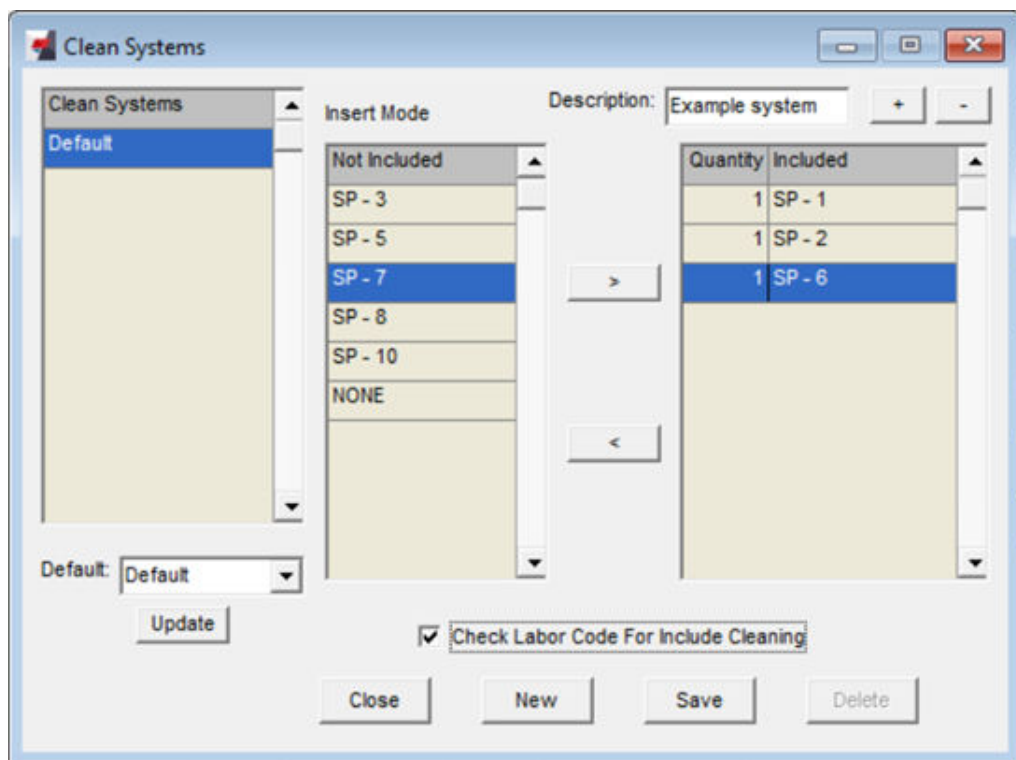 Clean Systems
Clean Systems
Default
Insert Mode
Description: Example system + -
Not Included
SP - 3
SP - 5
SP - 7
SP - 8
SP - 10
NONE
>
<
Quantity Included
1 SP - 1
1 SP - 2
1 SP - 6
Default: Default
Update
Check Labor Code For Include Cleaning
Close New Save Delete